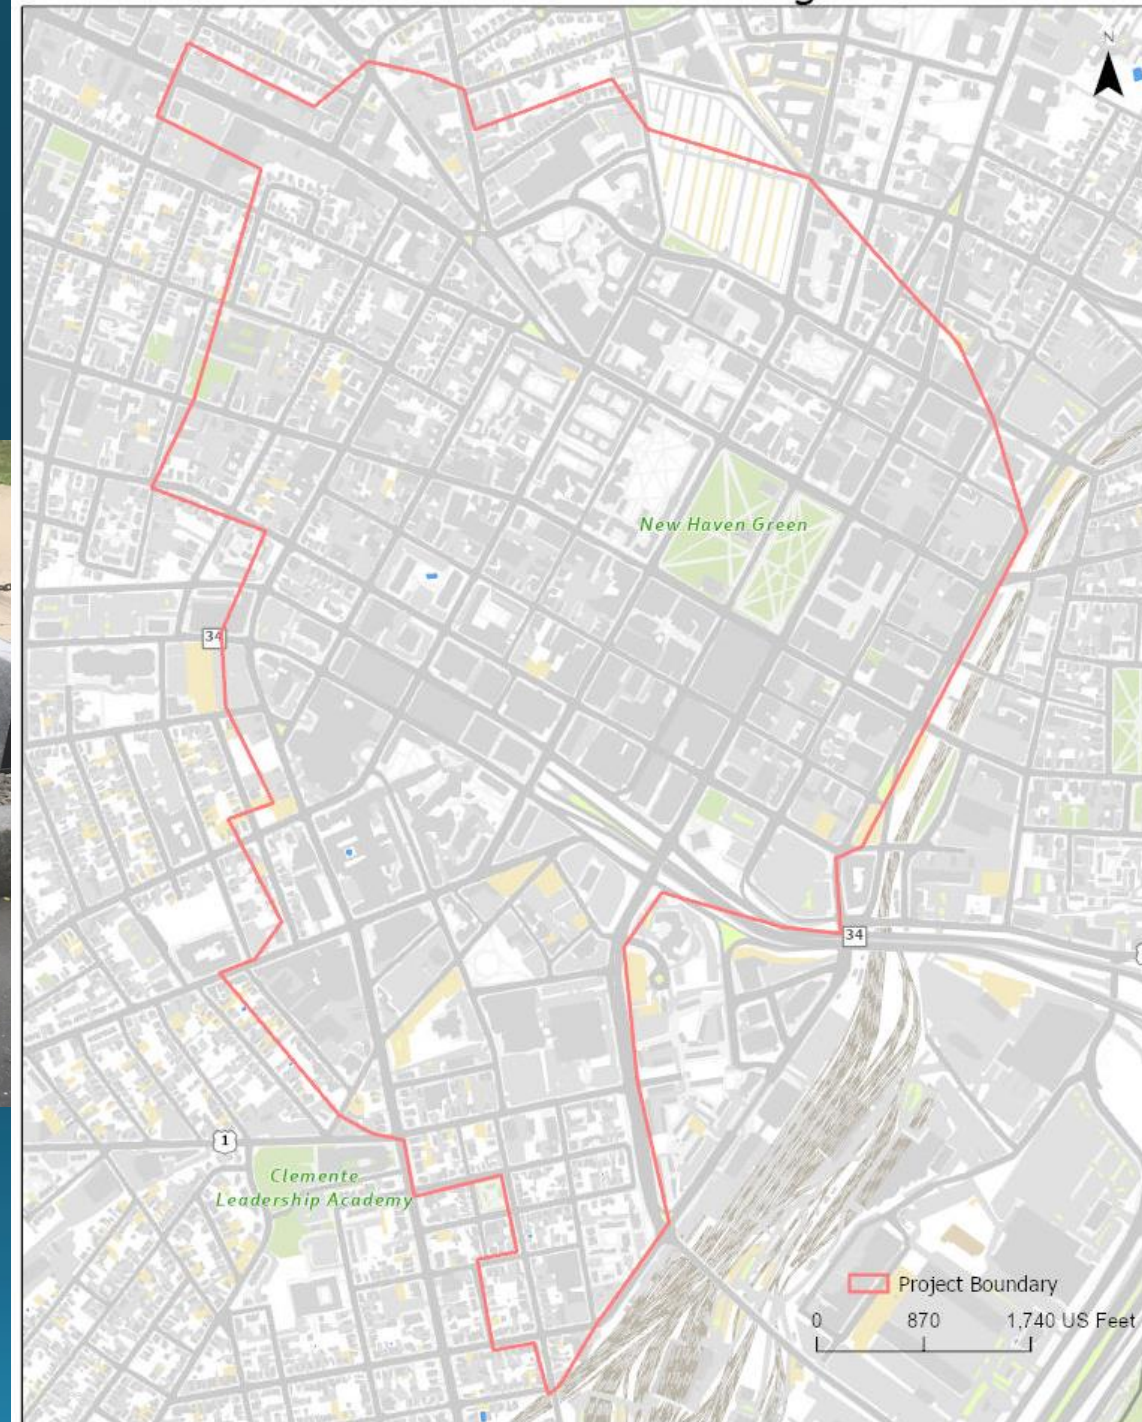 N
New Haven Green
34
34
1
Clemente
Leadership Academy
Project Boundary
0 870 1,740 US Feet